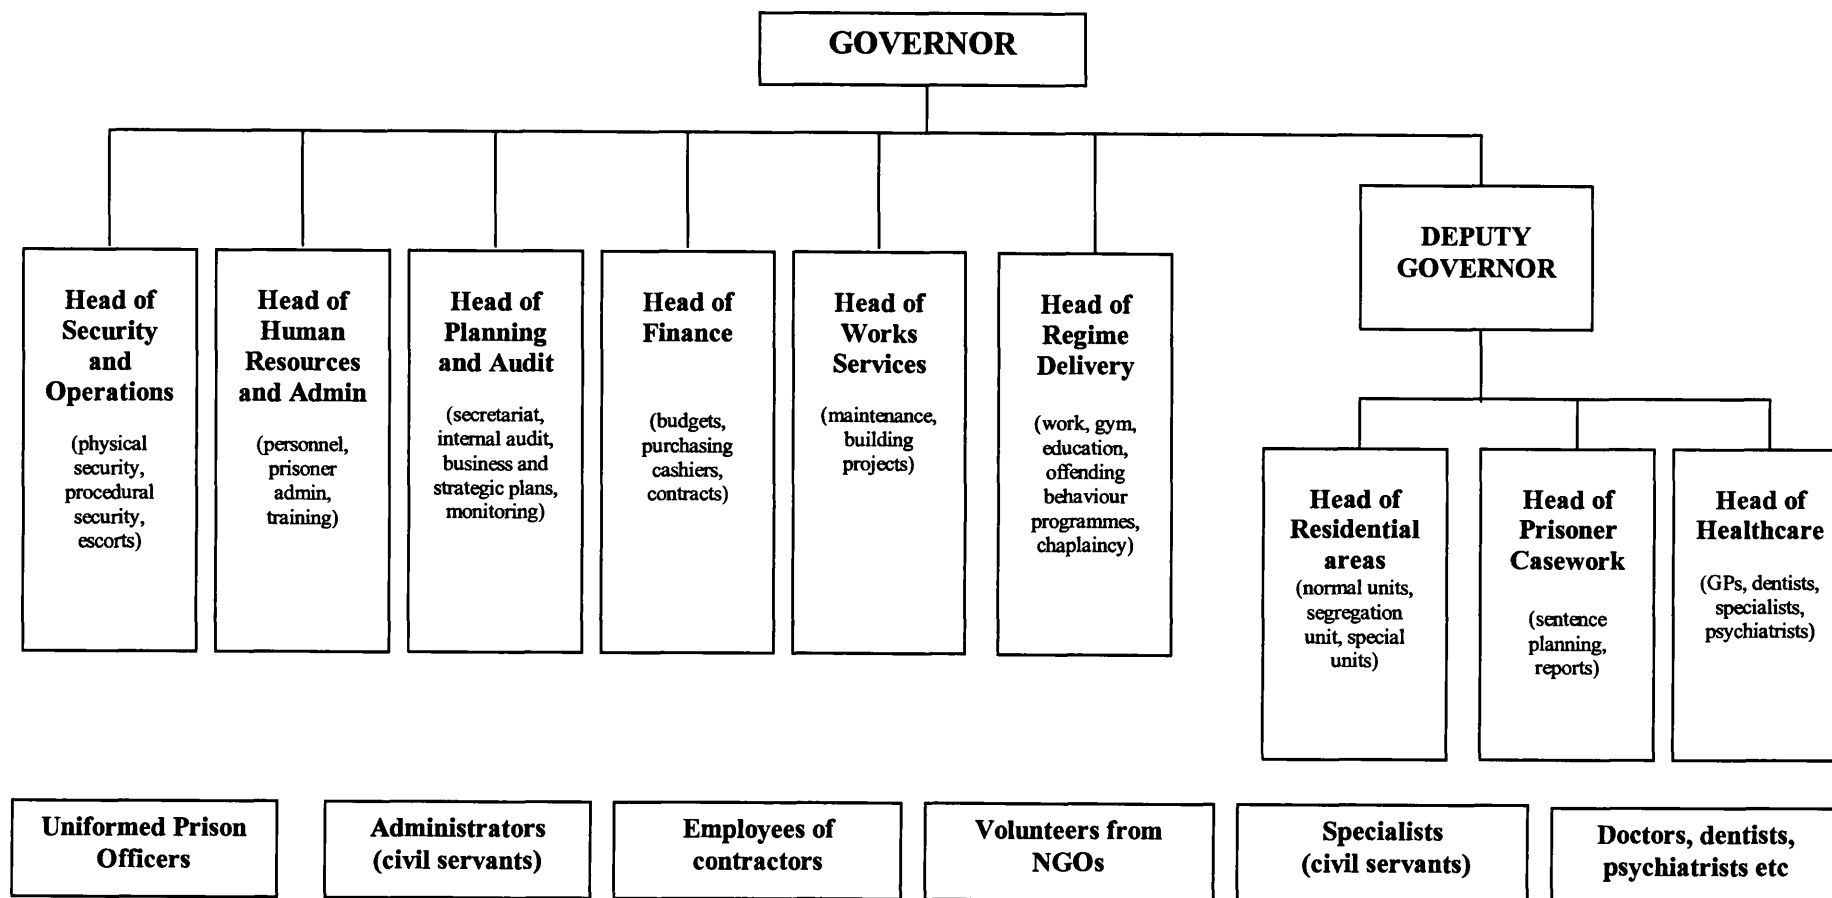 GOVERNOR
DEPUTY
GOVERNOR
Head of
Security
and
Operations
(physical
security,
procedural
security,
escorts)
Head of
Human
Resources
and Admin
(personnel,
prisoner
admin,
training)
Head of
Planning
and Audit
(secretariat,
internal audit,
business and
strategic plans,
monitoring)
Head of
Finance
(budgets,
purchasing
cashiers,
contracts)
Head of
Works
Services
(maintenance,
building
projects)
Head of
Regime
Delivery
(work, gym,
education,
offending
behaviour
programmes,
chaplaincy)
Head of
Residential
areas
(normal units,
segregation
unit, special
units)
Head of
Prisoner
Casework
(sentence
planning,
reports)
Head of
Healthcare
(GPs, dentists,
specialists,
psychiatrists)
Uniformed Prison
Officers
Administrators
(civil servants)
Employees of
contractors
Volunteers from
NGOs
Specialists
(civil servants)
Doctors, dentists,
psychiatrists etc